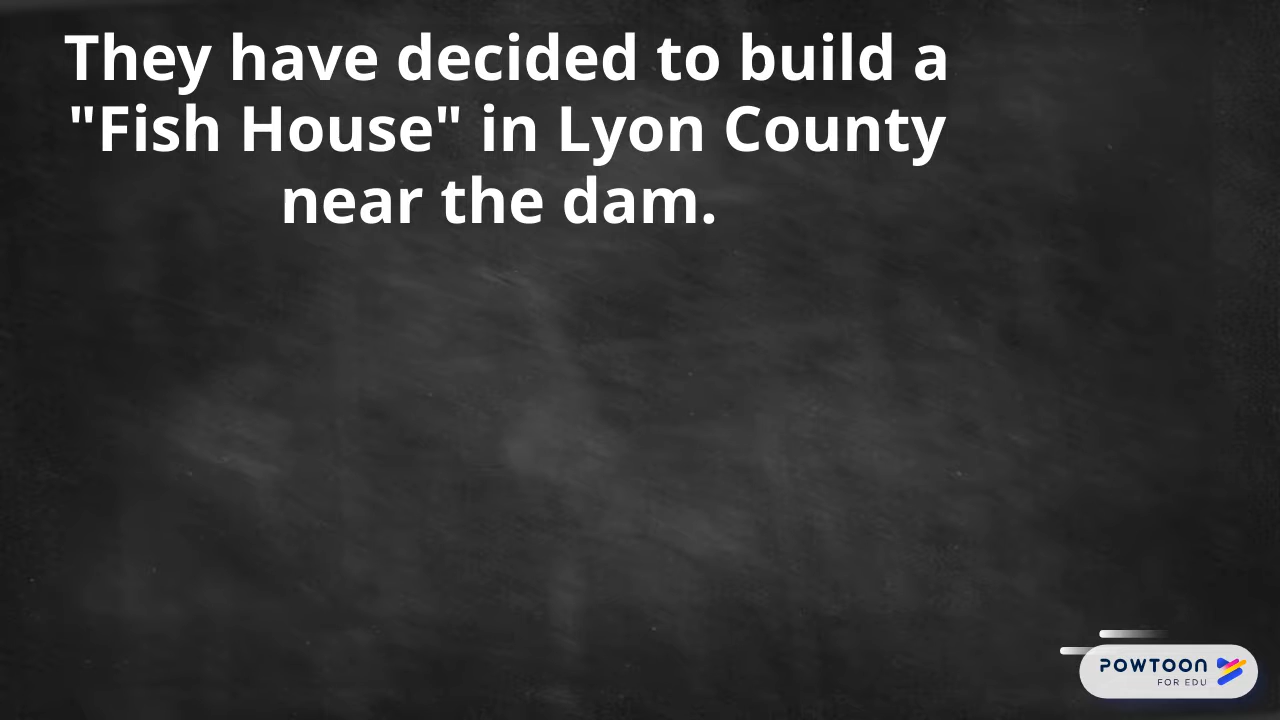 They have decided to build a
"Fish House" in Lyon County
near the dam.
POWTOON
FOR EDU